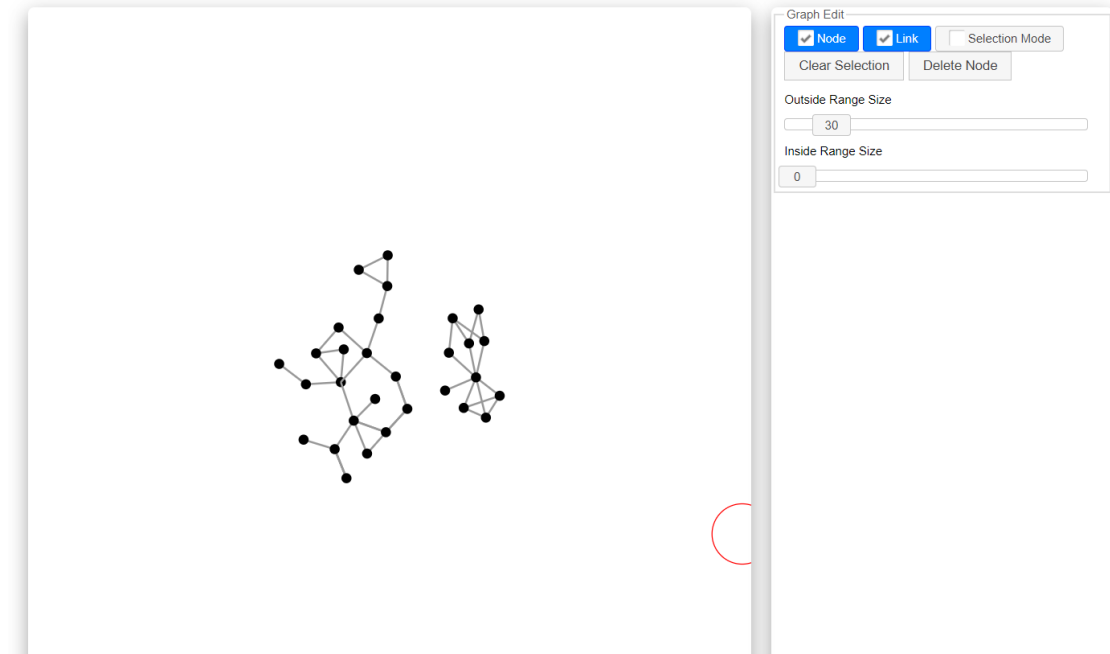 Graph Edit
Node Link Selection Mode
Clear Selection Delete Node
Outside Range Size
30
Inside Range Size
0